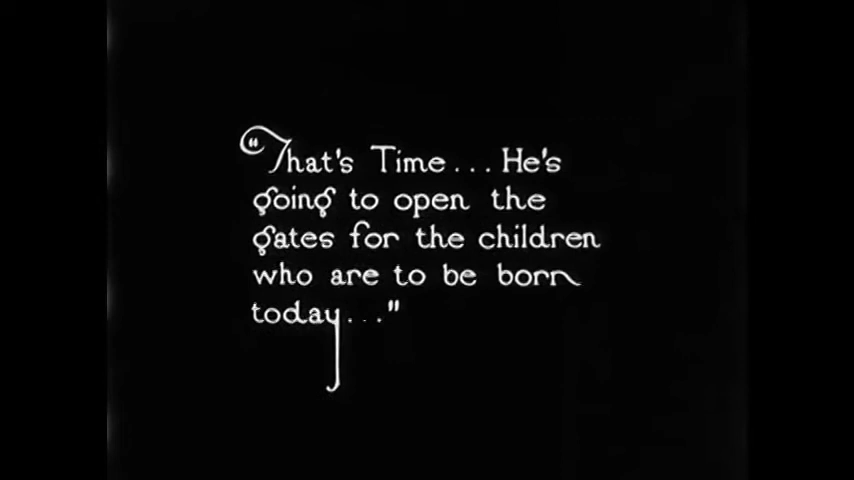 "That's Time... He's
going to open the
gates for the children
who are to be born
today..."